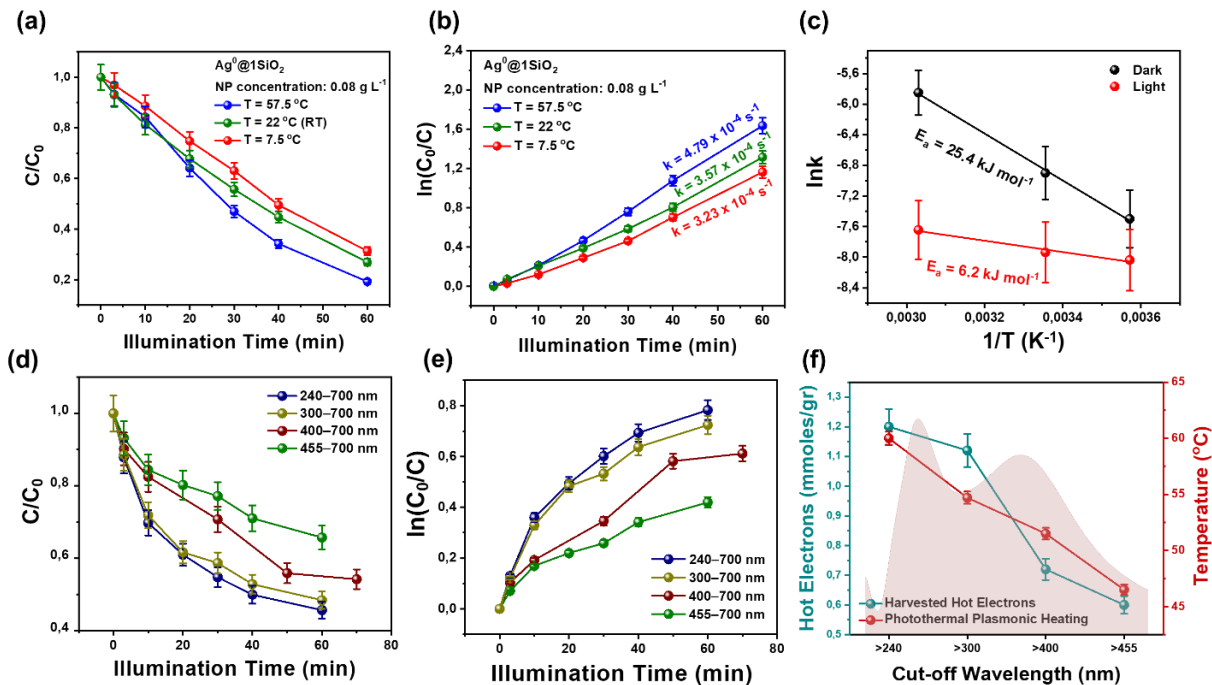 (a)
C/C0
1,0
0,8
0,6
0,4
0,2
Ag⁰@1SiO₂
NP concentration: 0.08 g L⁻¹
T = 57.5 ᵒC
T = 22 ᵒC (RT)
T = 7.5 ᵒC
0 10 20 30 40 50 60
Illumination Time (min)
(b)
ln(C₀/C)
2,4
2,0
1,6
1,2
0,8
0,4
0,0
Ag⁰@1SiO₂
NP concentration: 0.08 g L⁻¹
T = 57.5 ᵒC
T = 22 ᵒC
T = 7.5 ᵒC
k = 4.79 x 10⁻⁴ s⁻¹
k = 3.57 x 10⁻⁴ s⁻¹
k = 3.23 x 10⁻⁴ s⁻¹
0 10 20 30 40 50 60
Illumination Time (min)
(c)
lnk
-5,6
-6,0
-6,4
-6,8
-7,2
-7,6
-8,0
-8,4
Dark
Light
Eₐ = 25.4 kJ mol⁻¹
Eₐ = 6.2 kJ mol⁻¹
0,0030 0,0032 0,0034 0,0036
1/T (K⁻¹)
(d)
C/C₀
1,0
0,8
0,6
0,4
240–700 nm
300–700 nm
400–700 nm
455–700 nm
0 20 40 60 80
Illumination Time (min)
(e)
ln(C₀/C)
0,8
0,6
0,4
0,2
0,0
240–700 nm
300–700 nm
400–700 nm
455–700 nm
0 20 40 60 80
Illumination Time (min)
(f)
Hot Electrons (mmoles/gr)
1,3
1,2
1,1
1,0
0,9
0,8
0,7
0,6
0,5
Harvested Hot Electrons
Photothermal Plasmonic Heating
65
60
55
50
45
Temperature (ᵒC)
>240 >300 >400 >455
Cut-off Wavelength (nm)